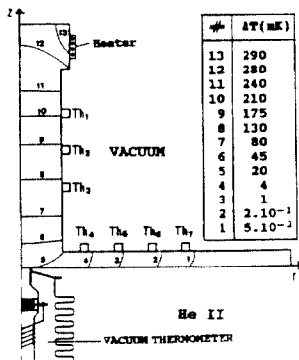 Z
13
12
Heater
11
10 Th₁
9 Th₂
VACUUM
8 Th₃
7
6
5
Th₄ Th₅ Th₆ Th₇
4 3 2 1
r
He II
VACUUM THERMOMETER
# ΔT(mK)
13 290
12 280
11 240
10 210
9 175
8 130
7 80
6 45
5 20
4 4
3 1
2 2.10⁻¹
1 5.10⁻²